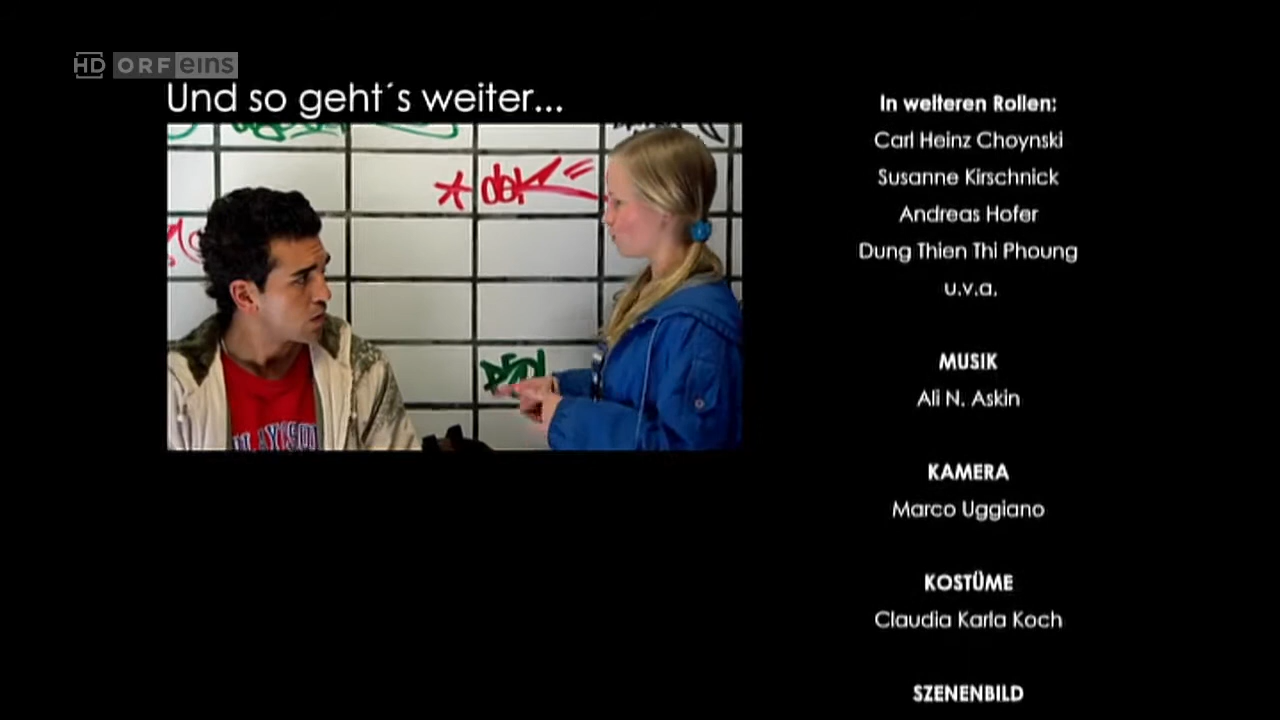 HD ORF eins
Und so geht´s weiter...
In weiteren Rollen:
Carl Heinz Choynski
Susanne Kirschnick
Andreas Hofer
Dung Thien Thi Phoung
u.v.a.
MUSIK
Ali N. Askin
KAMERA
Marco Uggiano
KOSTÜME
Claudia Karla Koch
SZENENBILD